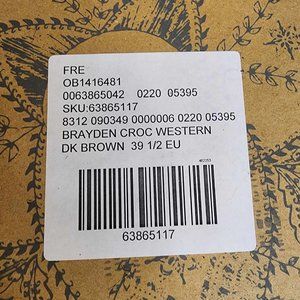 FRE
OB1416481
0063865042 0220 05395
SKU:63865117
8312 090349 0000006 0220 05395
BRAYDEN CROC WESTERN
DK BROWN 39 1/2 EU
63865117